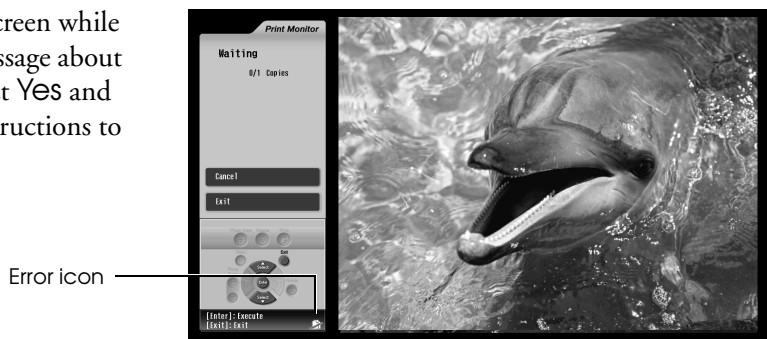 creen while
ssage about
t Yes and
ructions to
Print Monitor
Waiting
0/1 Copies
Cancel
Exit
Exit
Select
Enter
Select
[Enter]: Execute
[Exit]: Exit
Error icon